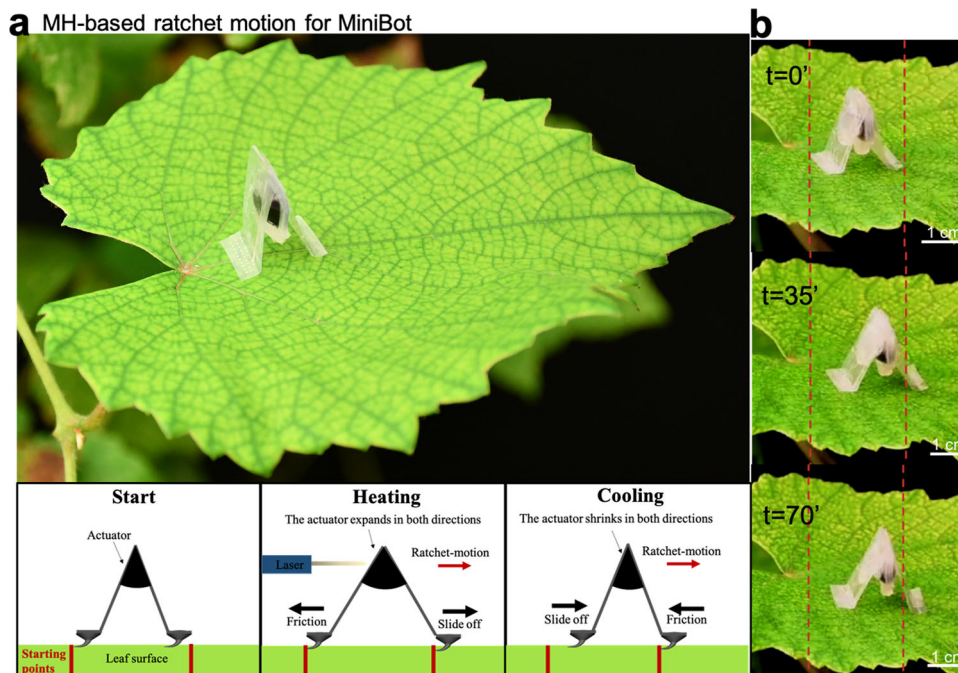 a MH-based ratchet motion for MiniBot
b
t=0'
1 cm
t=35'
1 cm
t=70'
1 cm
Start
Actuator
Starting
points
Leaf surface
Heating
The actuator expands in both directions
Laser
Ratchet-motion
Friction
Slide off
Cooling
The actuator shrinks in both directions
Ratchet-motion
Slide off
Friction